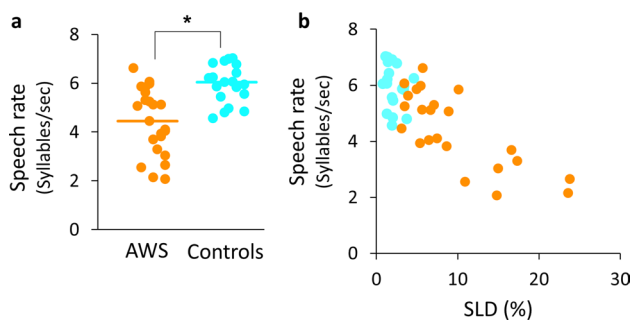 a
*
Speech rate
(Syllables/sec)
8
6
4
2
0
AWS
Controls
b
Speech rate
(Syllables/sec)
8
6
4
2
0
0 10 20 30
SLD (%)